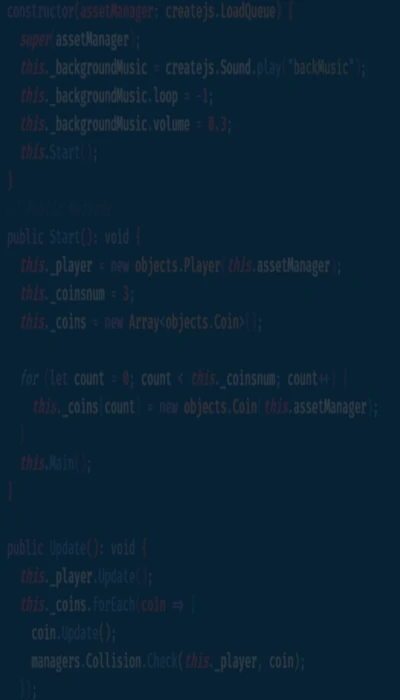 constructor(assetManager: createjs.LoadQueue) {
super(assetManager);
this._backgroundMusic = createjs.Sound.play("backMusic");
this._backgroundMusic.loop = -1;
this._backgroundMusic.volume = 0.3;
this.Start();
}
// Public Methods
public Start(): void {
this._player = new objects.Player(this.assetManager);
this._coinsnum = 3;
this._coins = new Array<objects.Coin>();
for (let count = 0; count < this._coinsnum; count++) {
this._coins[count] = new objects.Coin(this.assetManager);
}
this.Main();
}
public Update(): void {
this._player.Update();
this._coins.forEach(coin => {
coin.Update();
managers.Collision.Check(this._player, coin);
});